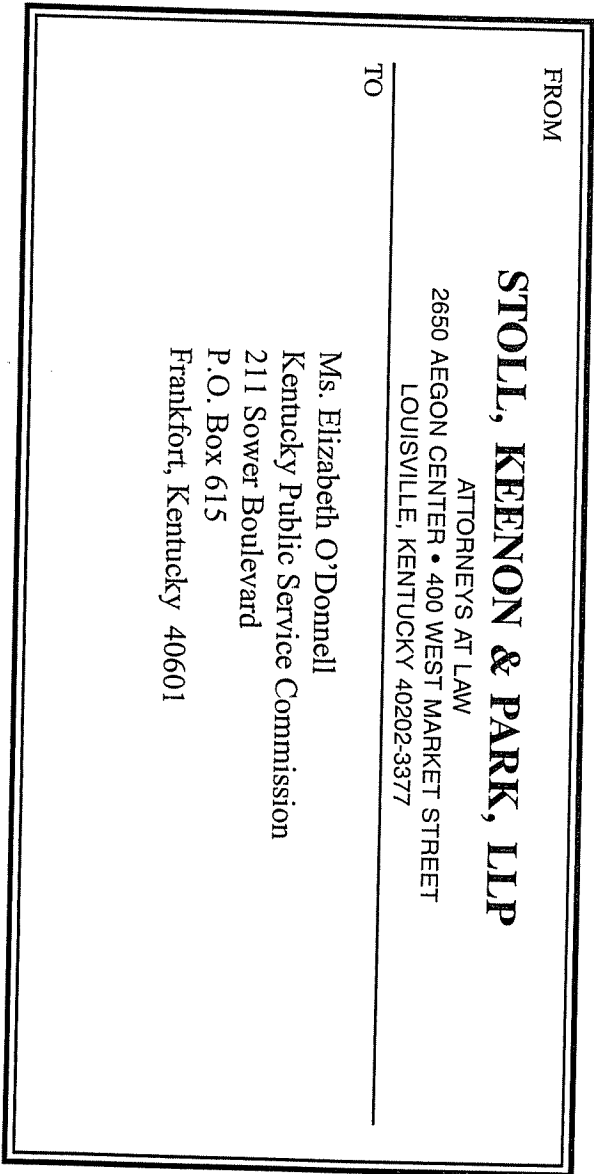 FROM
STOLL, KEENON & PARK, LLP
ATTORNEYS AT LAW
2650 AEGON CENTER • 400 WEST MARKET STREET
LOUISVILLE, KENTUCKY 40202-3377
TO
Ms. Elizabeth O'Donnell
Kentucky Public Service Commission
211 Sower Boulevard
P.O. Box 615
Frankfort, Kentucky 40601